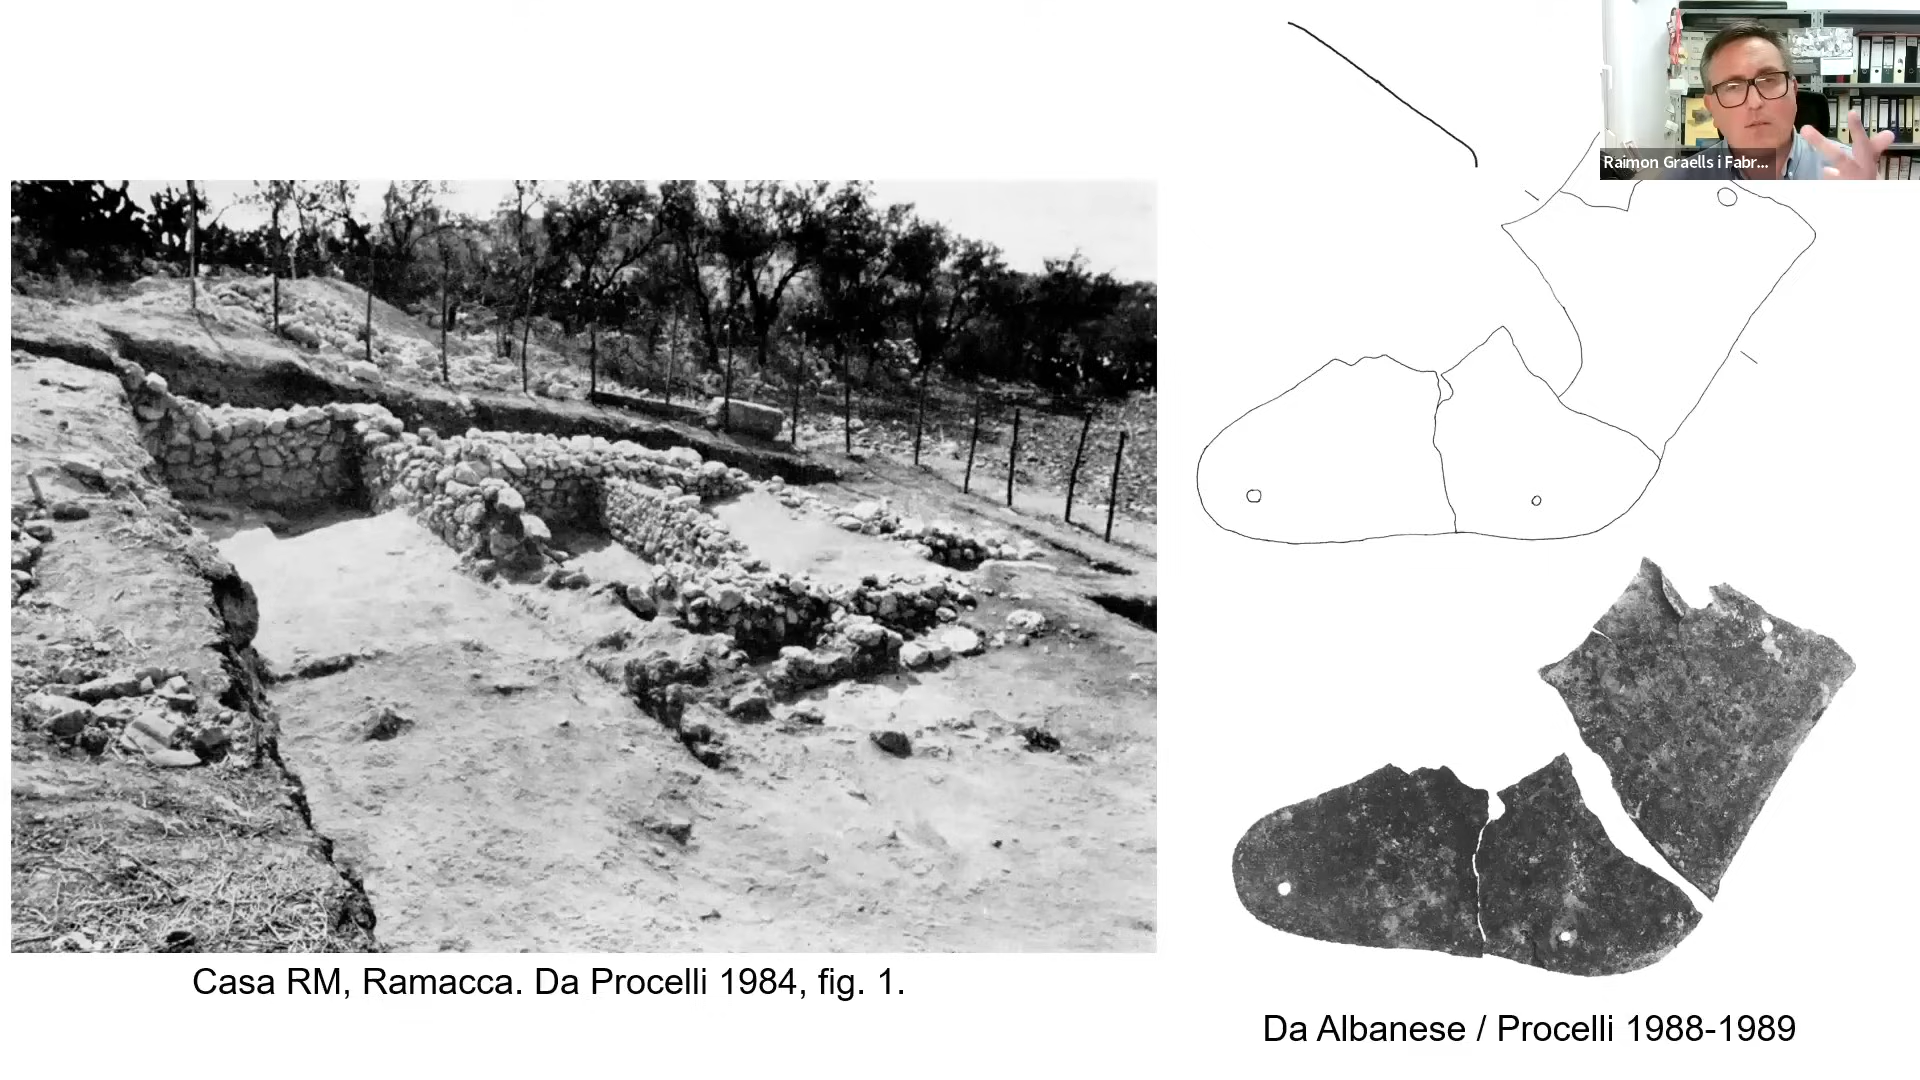 Raimon Graells i Fabr...
Casa RM, Ramacca. Da Procelli 1984, fig. 1.
Da Albanese / Procelli 1988-1989